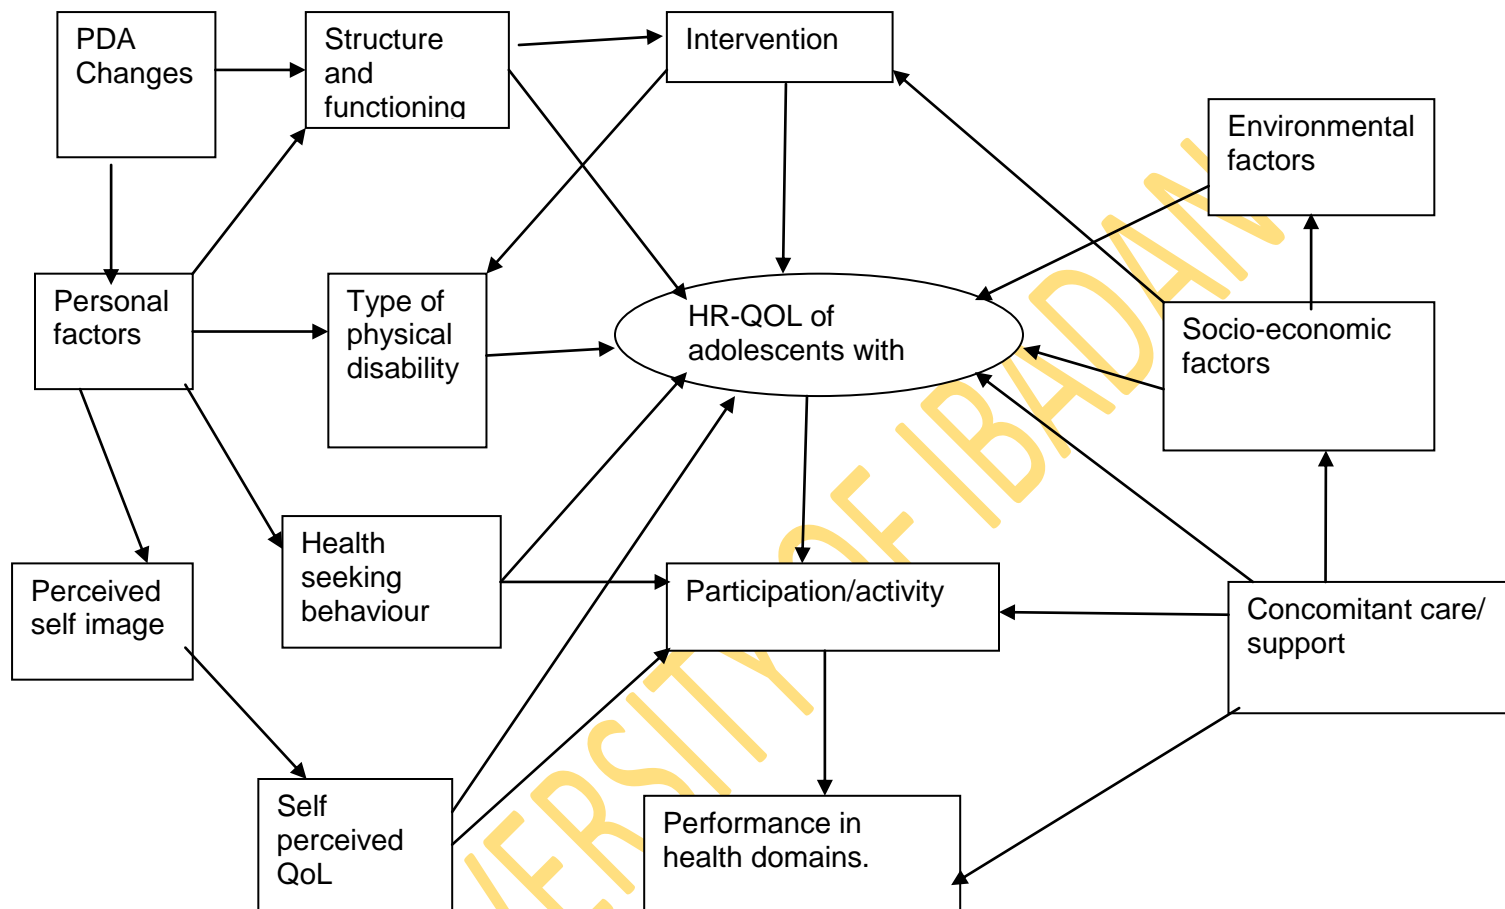 PDA
Changes
Structure
and
functioning
Intervention
Environmental
factors
Personal
factors
Type of
physical
disability
HR-QOL of
adolescents with
Socio-economic
factors
Perceived
self image
Health
seeking
behaviour
Participation/activity
Concomitant care/
support
Self
perceived
QoL
Performance in
health domains.
VERSITY OF IBADAN